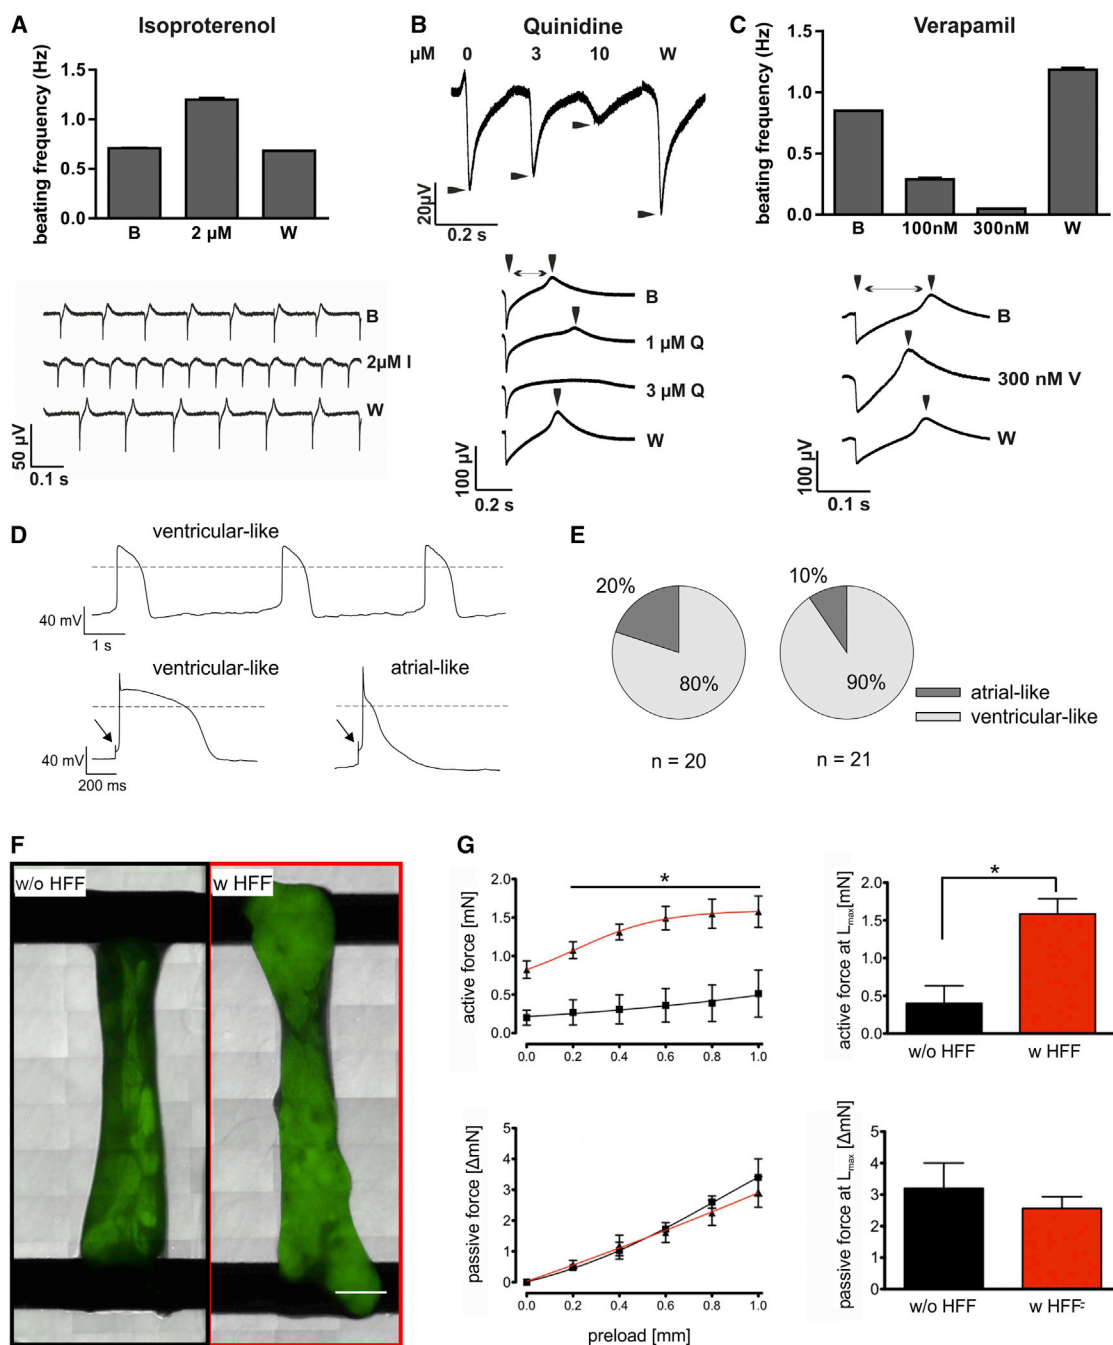 A
Isoproterenol
beating frequency (Hz)
1.5
1.0
0.5
0.0
B
2 µM
W
B
2µM I
W
50 µV
0.1 s
B
Quinidine
µM 0 3 10 W
20µV
0.2 s
B
1 µM Q
3 µM Q
W
100 µV
0.2 s
C
Verapamil
beating frequency (Hz)
1.5
1.0
0.5
0.0
B
100nM
300nM
W
B
300 nM V
W
100 µV
0.1 s
D
ventricular-like
40 mV
1 s
ventricular-like
atrial-like
40 mV
200 ms
E
20%
80%
n = 20
10%
90%
n = 21
atrial-like
ventricular-like
F
w/o HFF
w HFF
G
active force [mN]
2.0
1.5
1.0
0.5
0.0
*
0.0 0.2 0.4 0.6 0.8 1.0
active force at Lmax[mN]
2.0
1.5
1.0
0.5
0.0
*
w/o HFF
w HFF
passive force [ΔmN]
5
4
3
2
1
0
0.0 0.2 0.4 0.6 0.8 1.0
preload [mm]
passive force at Lmax [ΔmN]
5
4
3
2
1
0
w/o HFF
w HFF